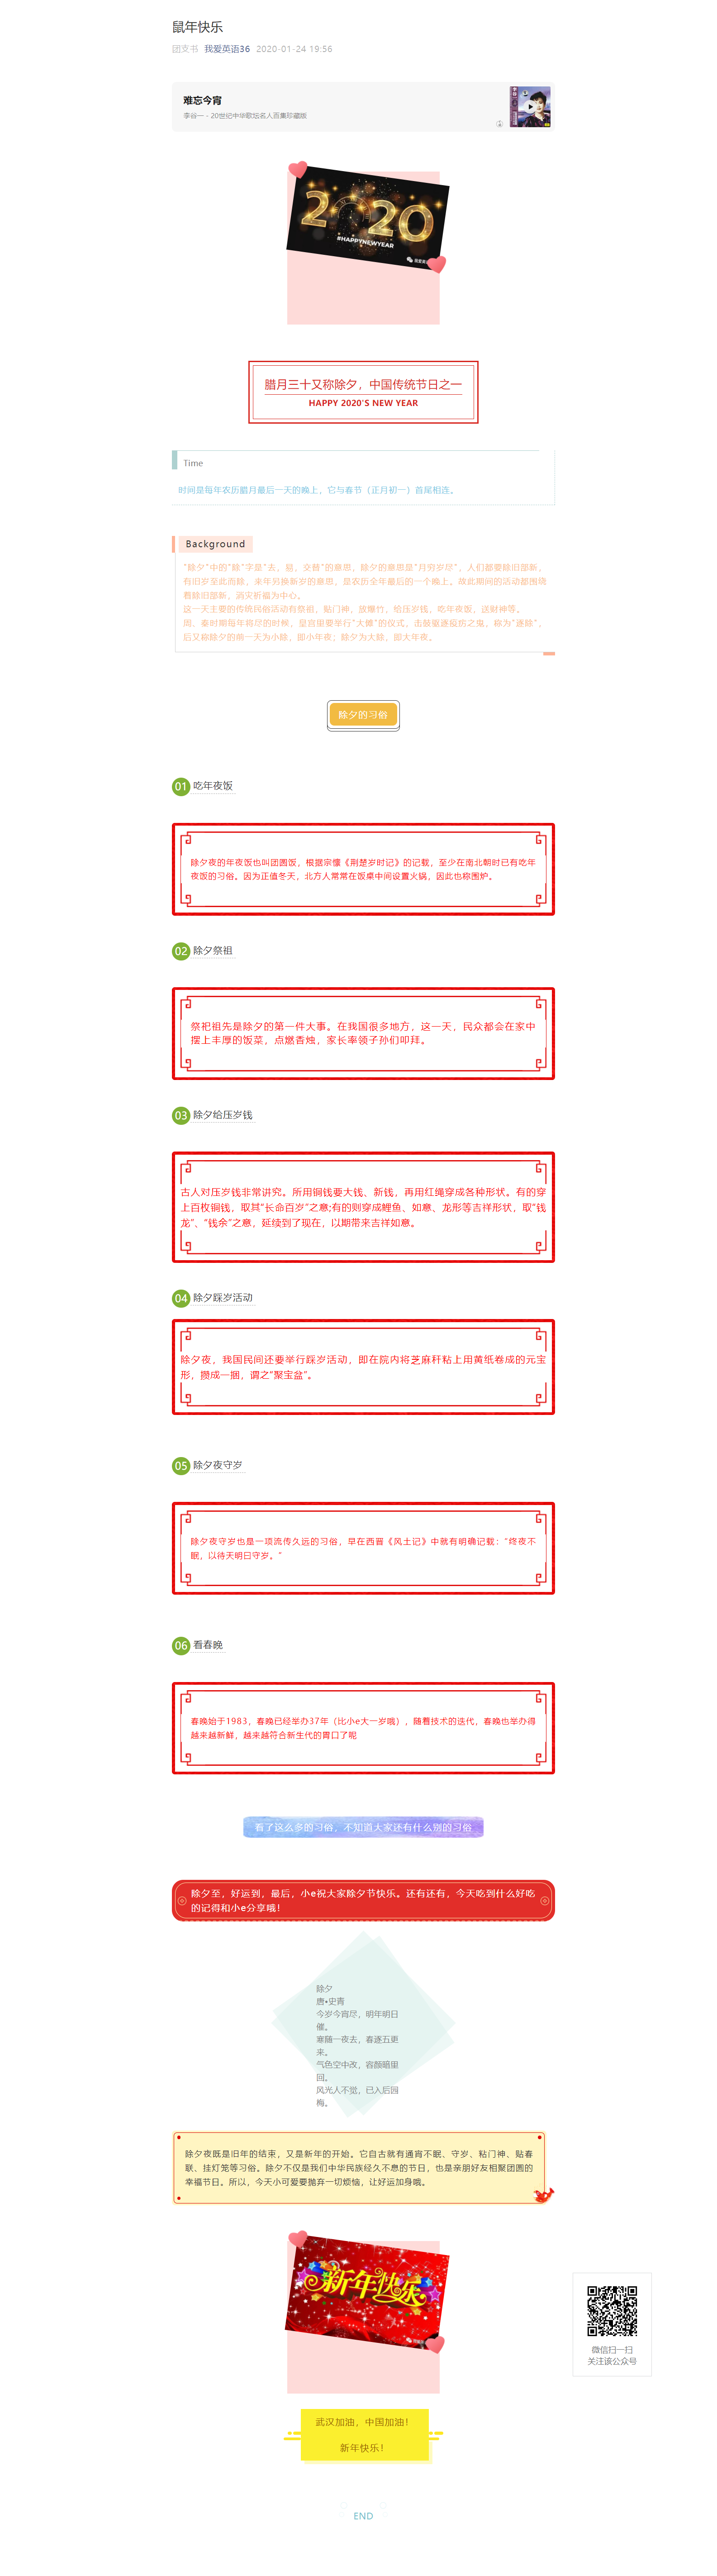 鼠年快乐
团支书 我爱英语36 2020-01-24 19:56
难忘今宵
李谷一 - 20世纪中华歌坛名人百集珍藏版
2020
#HAPPYNEWYEAR
腊月三十又称除夕，中国传统节日之一
HAPPY 2020'S NEW YEAR
Time
时间是每年农历腊月最后一天的晚上，它与春节（正月初一）首尾相连。
Background
"除夕"中的"除"字是"去，易，交替"的意思，除夕的意思是"月穷岁尽"，人们都要除旧部新，
有旧岁至此而除，来年另换新岁的意思，是农历全年最后的一个晚上。故此期间的活动都围绕
着除旧部新，消灾祈福为中心。
这一天主要的传统民俗活动有祭祖，贴门神，放爆竹，给压岁钱，吃年夜饭，送财神等。
周、秦时期每年将尽的时候，皇宫里要举行"大傩"的仪式，击鼓驱逐疫疠之鬼，称为"逐除"，
后又称除夕的前一天为小除，即小年夜；除夕为大除，即大年夜。
除夕的习俗
01 吃年夜饭
除夕夜的年夜饭也叫团圆饭，根据宗懔《荆楚岁时记》的记载，至少在南北朝时已有吃年
夜饭的习俗。因为正值冬天，北方人常常在饭桌中间设置火锅，因此也称围炉。
02 除夕祭祖
祭祀祖先是除夕的第一件大事。在我国很多地方，这一天，民众都会在家中
摆上丰厚的饭菜，点燃香烛，家长率领子孙们叩拜。
03 除夕给压岁钱
古人对压岁钱非常讲究。所用铜钱要大钱、新钱，再用红绳穿成各种形状。有的穿
上百枚铜钱，取其"长命百岁"之意;有的则穿成鲤鱼、如意、龙形等吉祥形状，取"钱
龙"、"钱余"之意，延续到了现在，以期带来吉祥如意。
04 除夕踩岁活动
除夕夜，我国民间还要举行踩岁活动，即在院内将芝麻秆粘上用黄纸卷成的元宝
形，攒成一捆，谓之"聚宝盆"。
05 除夕夜守岁
除夕夜守岁也是一项流传久远的习俗，早在西晋《风土记》中就有明确记载："终夜不
眠，以待天明曰守岁。"
06 看春晚
春晚始于1983，春晚已经举办37年（比小e大一岁哦），随着技术的迭代，春晚也举办得
越来越新鲜，越来越符合新生代的胃口了呢
看了这么多的习俗，不知道大家还有什么别的习俗
除夕至，好运到，最后，小e祝大家除夕节快乐。还有还有，今天吃到什么好吃
的记得和小e分享哦！
除夕
唐•史青
今岁今宵尽，明年明日
催。
寒随一夜去，春逐五更
来。
气色空中改，容颜暗里
回。
风光人不觉，已入后园
梅。
除夕夜既是旧年的结束，又是新年的开始。它自古就有通宵不眠、守岁、粘门神、贴春
联、挂灯笼等习俗。除夕不仅是我们中华民族经久不息的节日，也是亲朋好友相聚团圆的
幸福节日。所以，今天小可爱要抛弃一切烦恼，让好运加身哦。
新年快乐
微信扫一扫
关注该公众号
武汉加油，中国加油！
新年快乐！
END